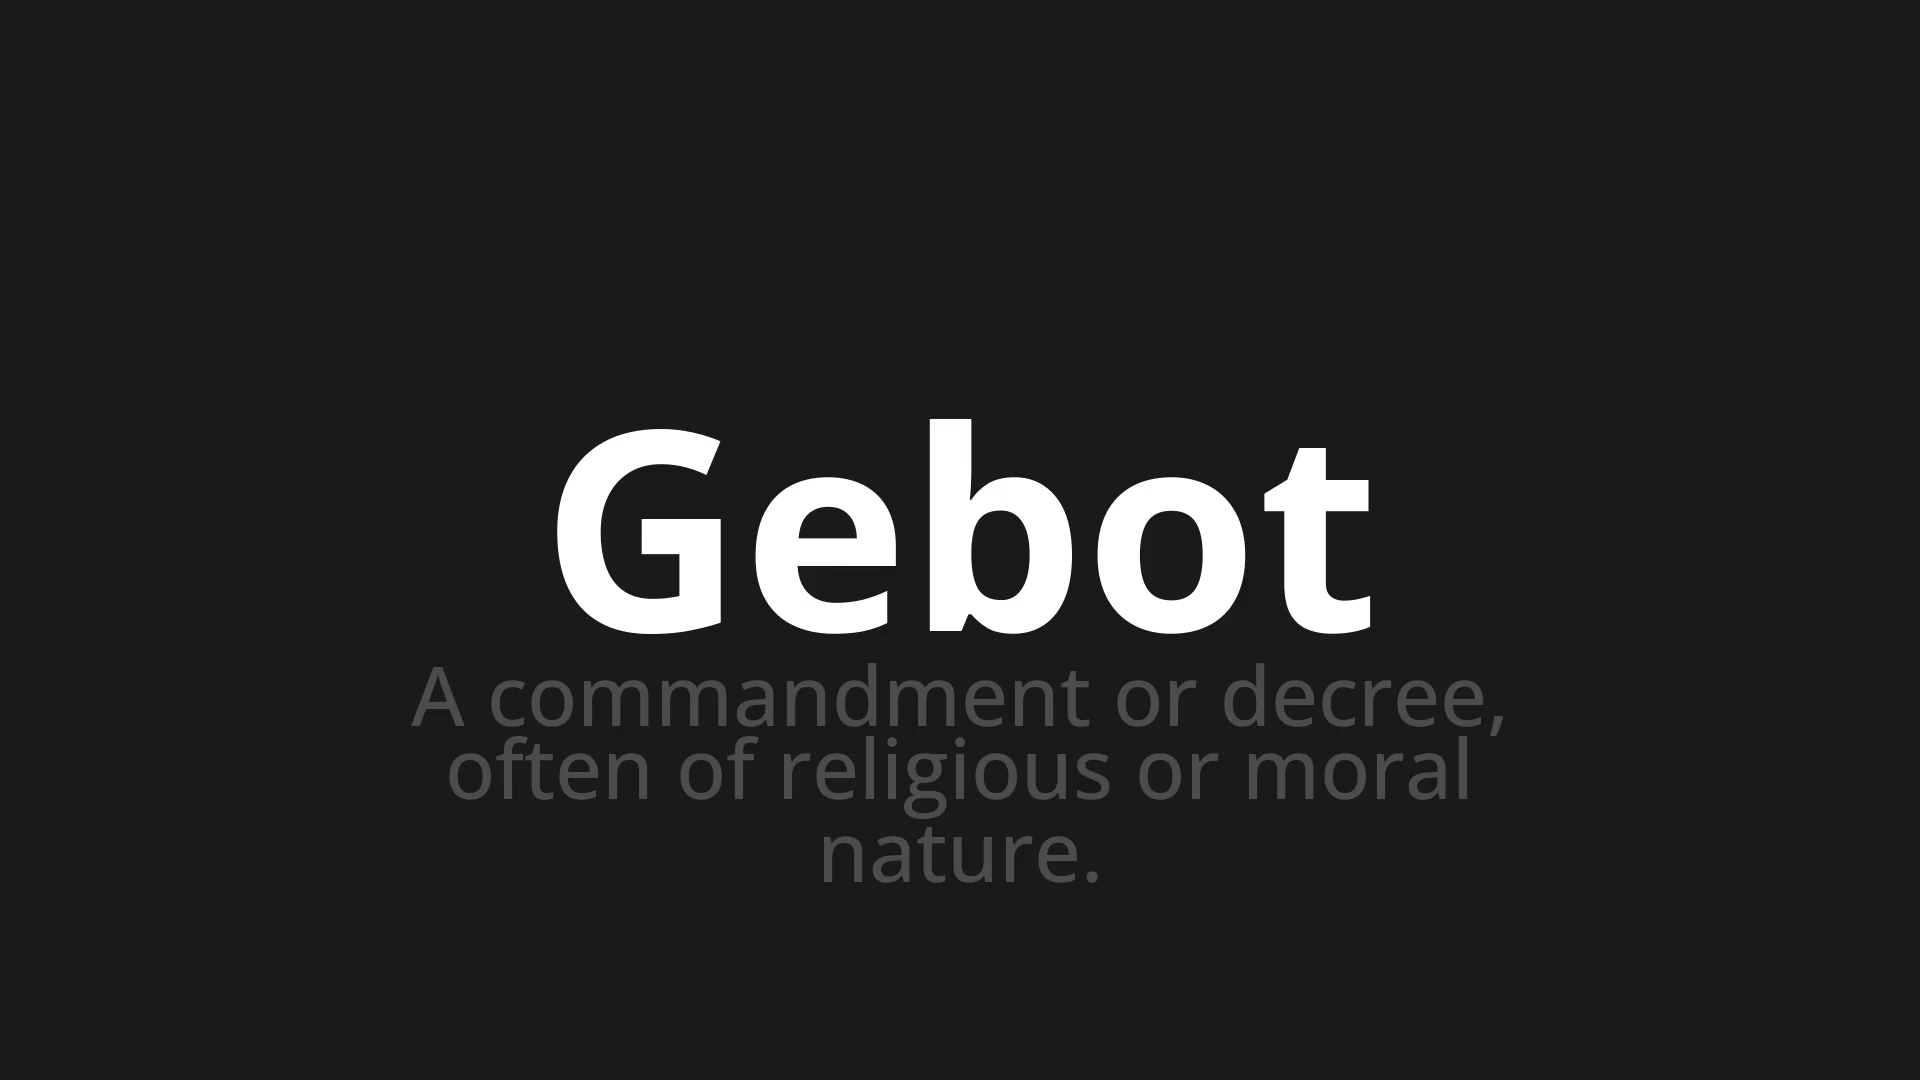 Gebot
A commandment or decree,
often of religious or moral
nature.